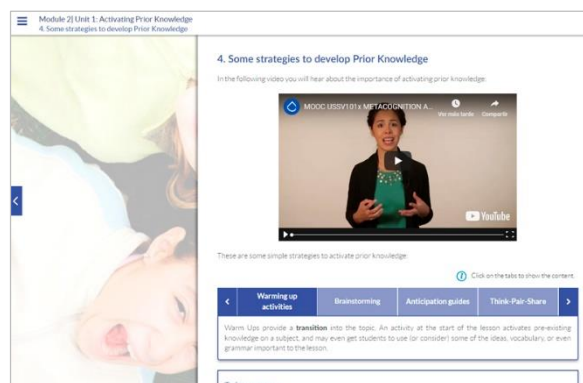 Module 2| Unit 1: Activating Prior Knowledge
4. Some strategies to develop Prior Knowledge
4. Some strategies to develop Prior Knowledge
In the following video you will hear about the importance of activating prior knowledge:
MOOC USSV101x METACOGNITION A...
Ver más tarde
Compartir
YouTube
These are some simple strategies to activate prior knowledge:
Click on the tabs to show the content.
Warming up activities
Brainstorming
Anticipation guides
Think-Pair-Share
Warm Ups provide a transition into the topic. An activity at the start of the lesson activates pre-existing
knowledge on a subject, and may even get students to use (or consider) some of the ideas, vocabulary, or even
grammar important to the lesson.